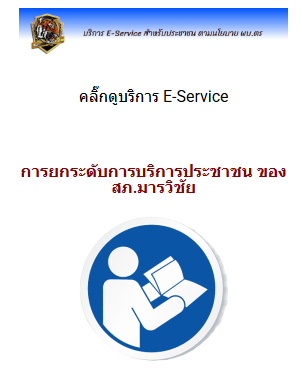 บริการ E-Service สำหรับประชาชน ตามนโยบาย ผบ.ตร
คลิ๊กดูบริการ E-Service
การยกระดับการบริการประชาชน ของ
สภ.มารวิชัย